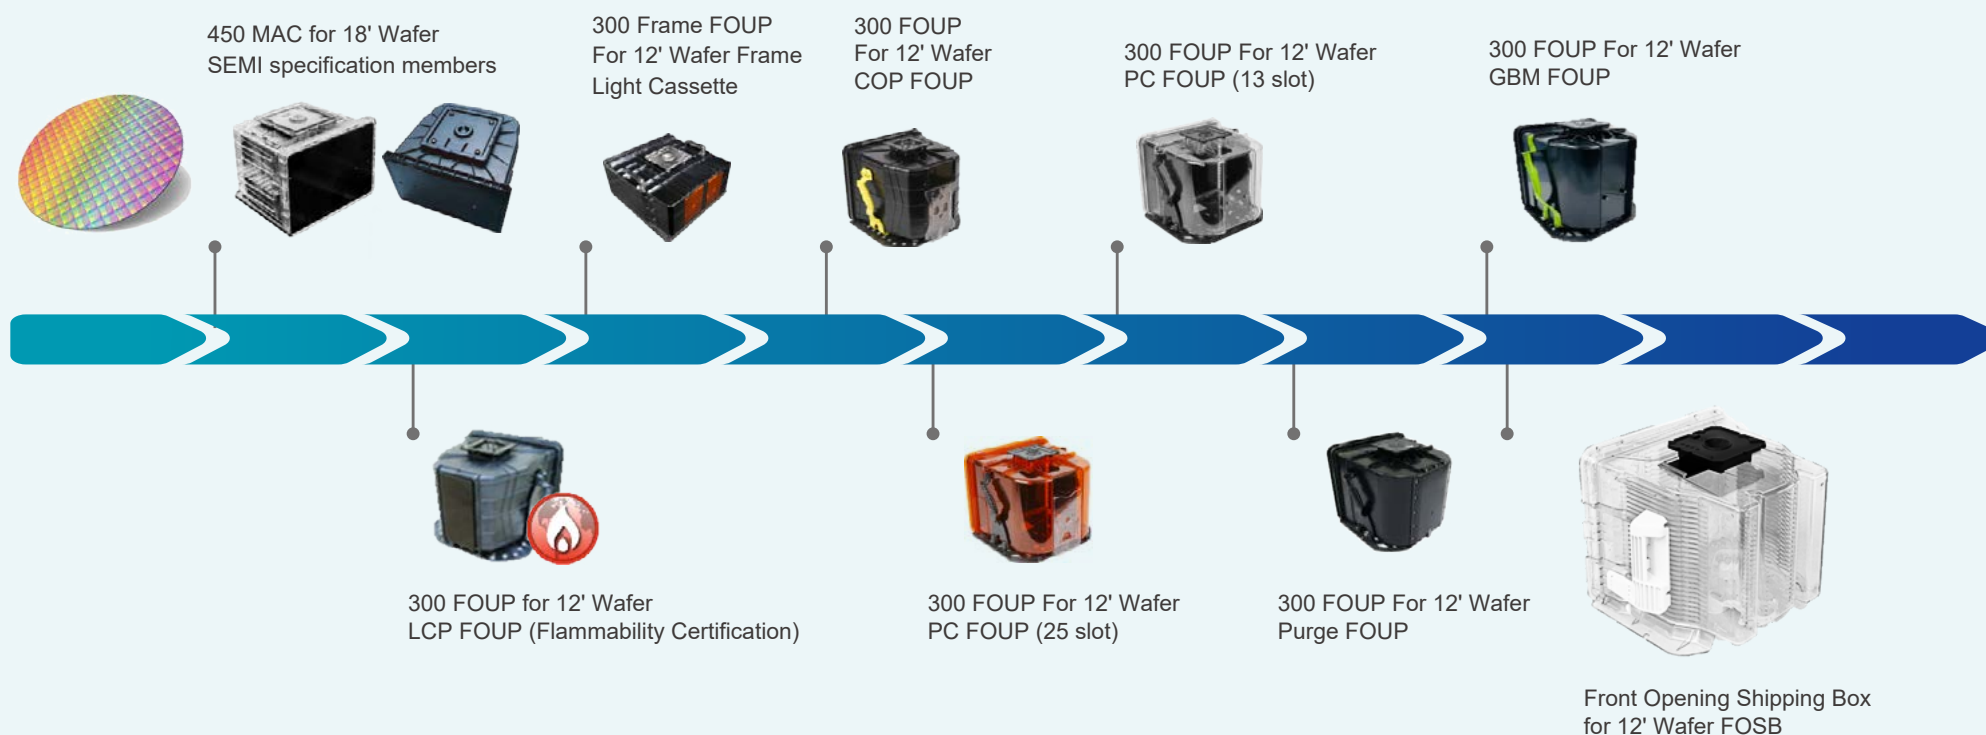 450 MAC for 18' Wafer
SEMI specification members
300 Frame FOUP
For 12' Wafer Frame
Light Cassette
300 FOUP
For 12' Wafer
COP FOUP
300 FOUP For 12' Wafer
PC FOUP (13 slot)
300 FOUP For 12' Wafer
GBM FOUP
300 FOUP for 12' Wafer
LCP FOUP (Flammability Certification)
300 FOUP For 12' Wafer
PC FOUP (25 slot)
300 FOUP For 12' Wafer
Purge FOUP
Front Opening Shipping Box
for 12' Wafer FOSB